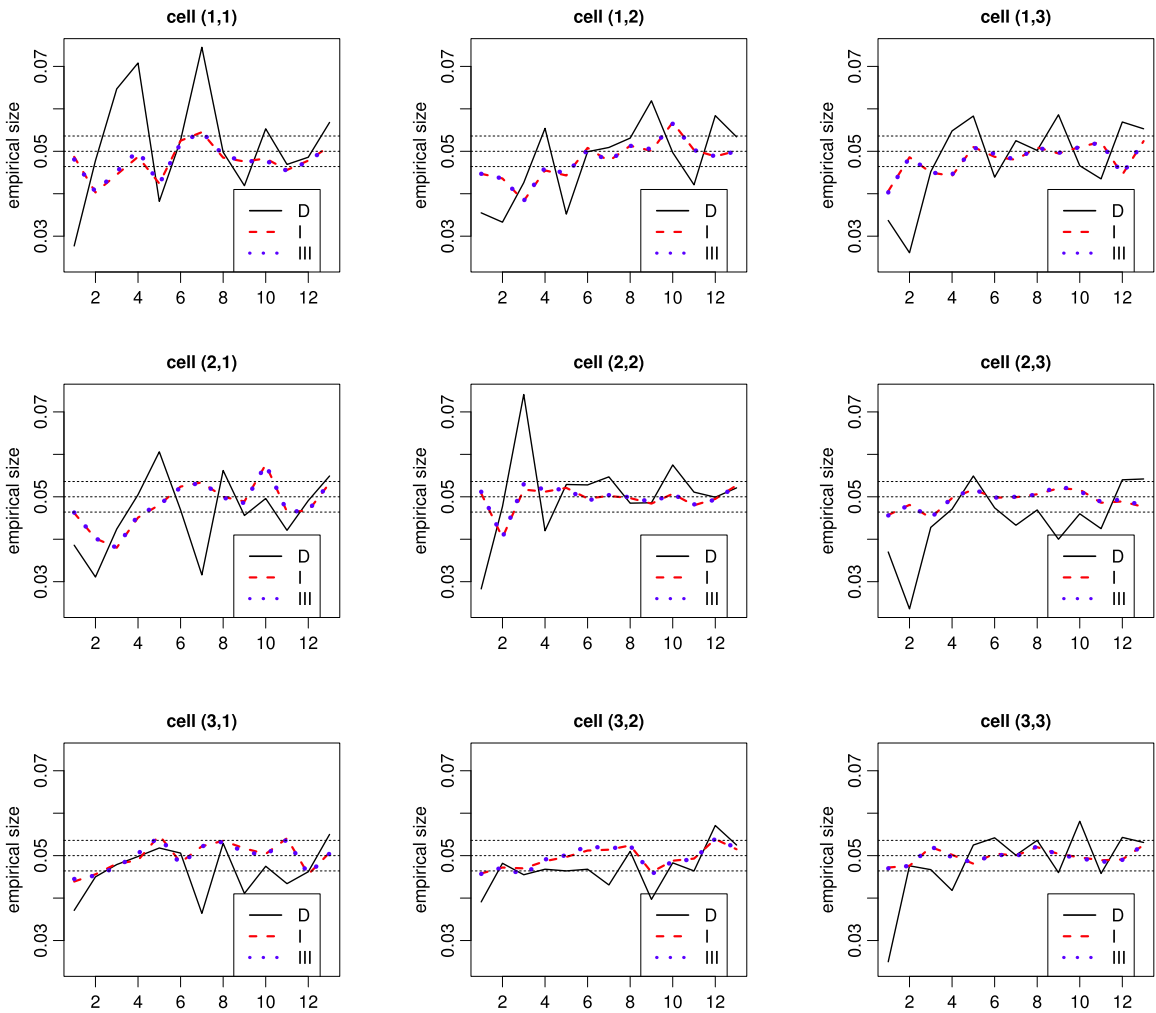 cell (1,1)
cell (1,2)
cell (1,3)
empirical size
0.03 0.05 0.07
2 4 6 8 10 12
D
I
III
empirical size
0.03 0.05 0.07
2 4 6 8 10 12
D
I
III
empirical size
0.03 0.05 0.07
2 4 6 8 10 12
D
I
III
cell (2,1)
cell (2,2)
cell (2,3)
empirical size
0.03 0.05 0.07
2 4 6 8 10 12
D
I
III
empirical size
0.03 0.05 0.07
2 4 6 8 10 12
D
I
III
empirical size
0.03 0.05 0.07
2 4 6 8 10 12
D
I
III
cell (3,1)
cell (3,2)
cell (3,3)
empirical size
0.03 0.05 0.07
2 4 6 8 10 12
D
I
III
empirical size
0.03 0.05 0.07
2 4 6 8 10 12
D
I
III
empirical size
0.03 0.05 0.07
2 4 6 8 10 12
D
I
III